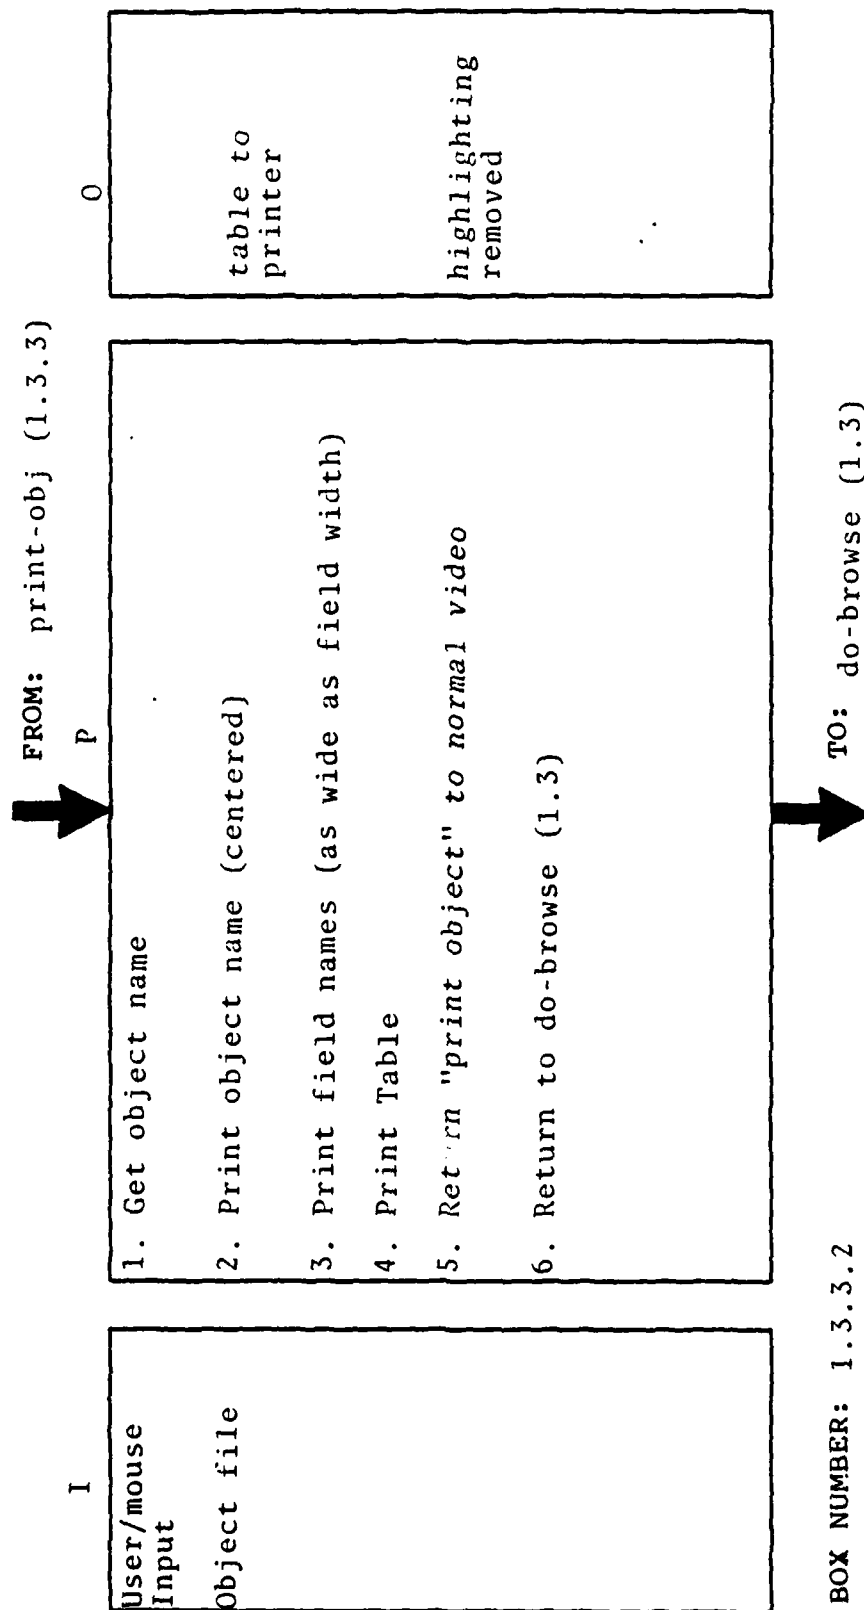 FROM: print-obj (1.3.3)
I
P
O
User/mouse
Input
Object file
1. Get object name
2. Print object name (centered)
3. Print field names (as wide as field width)
4. Print Table
5. Return "print object" to normal video
6. Return to do-browse (1.3)
table to
printer
highlighting
removed
BOX NUMBER: 1.3.3.2
TO: do-browse (1.3)